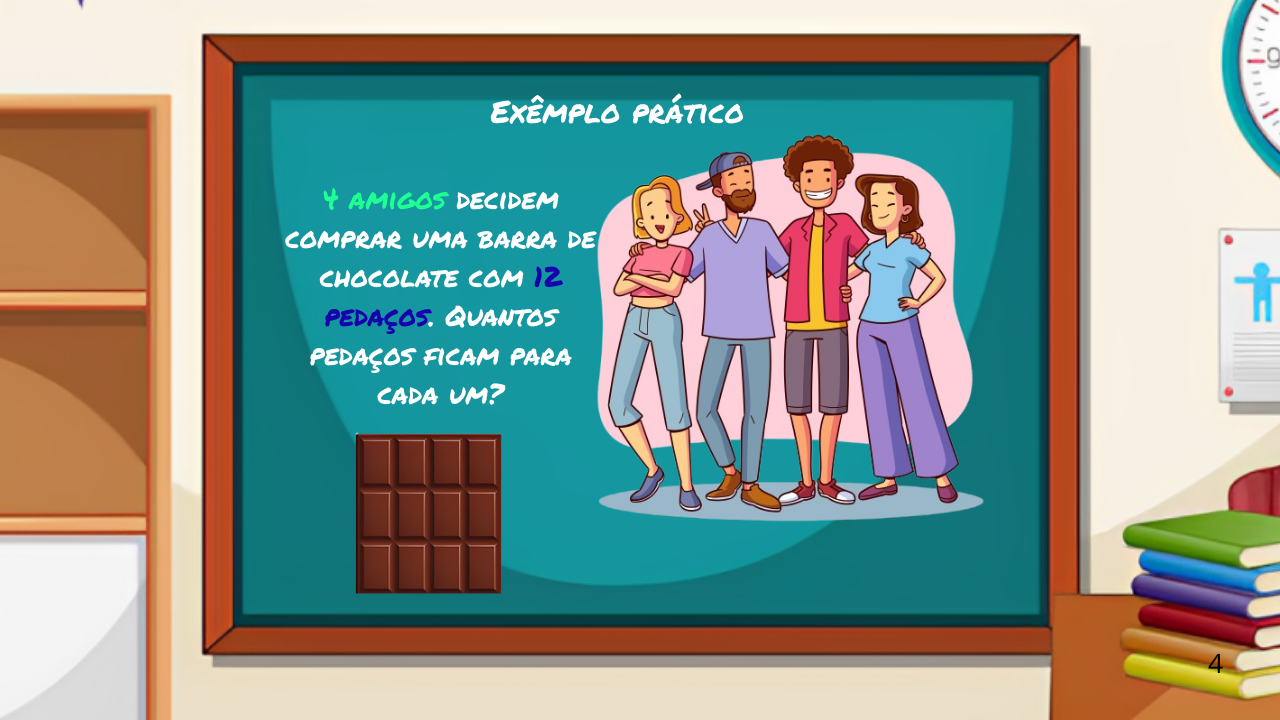 Exêmplo prático
4 amigos decidem
comprar uma barra de
chocolate com 12
pedaços. Quantos
pedaços ficam para
cada um?
9
4